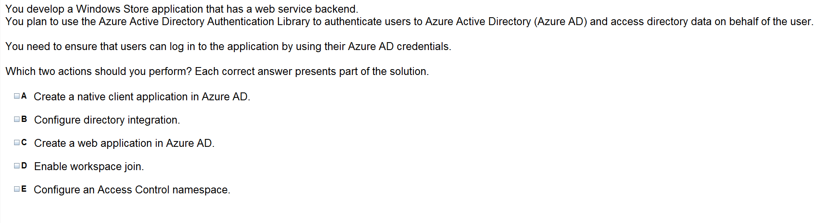 You develop a Windows Store application that has a web service backend.
You plan to use the Azure Active Directory Authentication Library to authenticate users to Azure Active Directory (Azure AD) and access directory data on behalf of the user.
You need to ensure that users can log in to the application by using their Azure AD credentials.
Which two actions should you perform? Each correct answer presents part of the solution.
A Create a native client application in Azure AD.
B Configure directory integration.
C Create a web application in Azure AD.
D Enable workspace join.
E Configure an Access Control namespace.